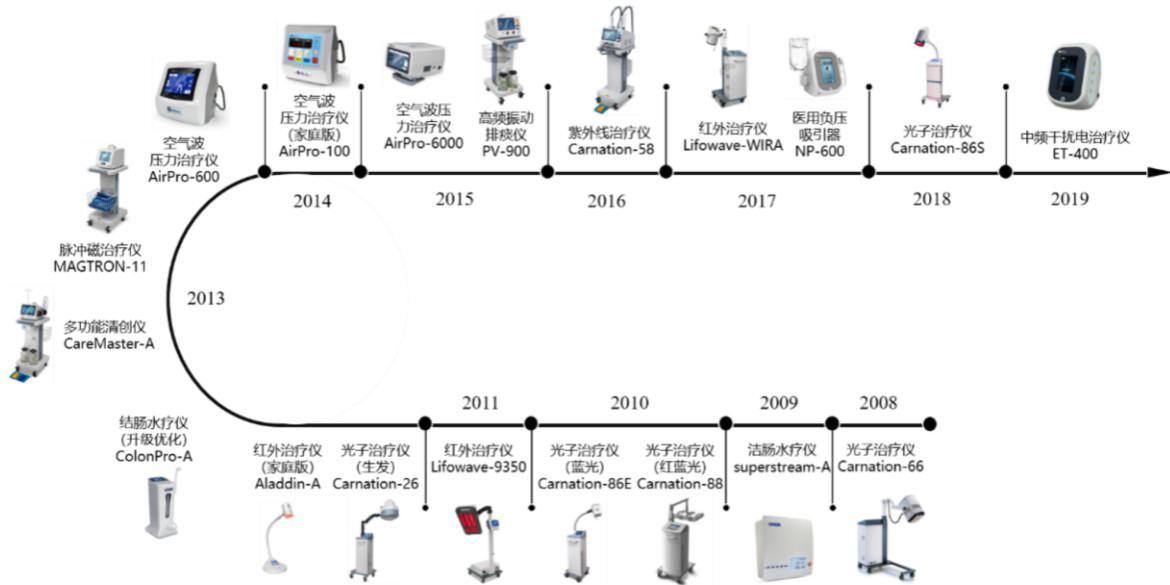 空气波
压力治疗仪
AirPro-600
空气波
压力治疗仪
(家庭版)
AirPro-100
空气波压
力治疗仪
AirPro-6000
高频振动
排痰仪
PV-900
紫外线治疗仪
Carnation-58
红外治疗仪
Lifowave-WIRA
医用负压
吸引器
NP-600
光子治疗仪
Carnation-86S
中频干扰电治疗仪
ET-400
2014
2015
2016
2017
2018
2019
脉冲磁治疗仪
MAGTRON-11
2013
多功能清创仪
CareMaster-A
结肠水疗仪
(升级优化)
ColonPro-A
2011
2010
2009
2008
红外治疗仪
(家庭版)
Aladdin-A
光子治疗仪
(生发)
Carnation-26
红外治疗仪
Lifowave-9350
光子治疗仪
(蓝光)
Carnation-86E
光子治疗仪
(红蓝光)
Carnation-88
洁肠水疗仪
superstream-A
光子治疗仪
Carnation-66